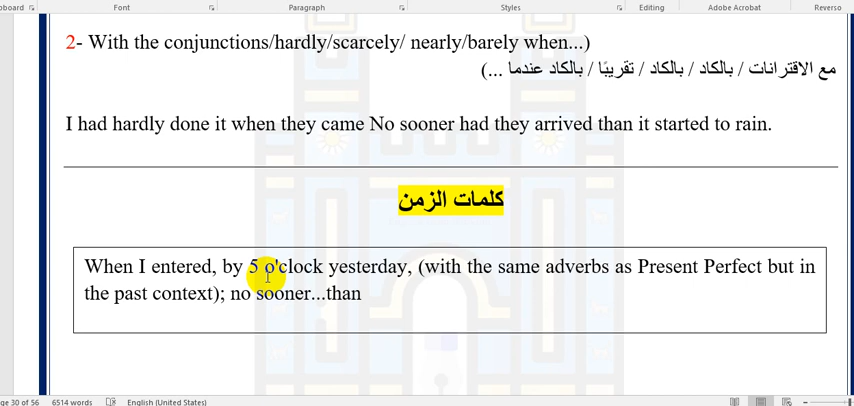 pboard
Font
Paragraph
Styles
Editing
Adobe Acrobat
Reverso
2- With the conjunctions/hardly/scarcely/ nearly/barely when...)
مع الاقترانات / بالكاد / بالكاد / تقريبًا / بالكاد عندما ...)
I had hardly done it when they came No sooner had they arrived than it started to rain.
كلمات الزمن
When I entered, by 5 o'clock yesterday, (with the same adverbs as Present Perfect but in
the past context); no sooner...than
ge 30 of 56
6514 words
English (United States)